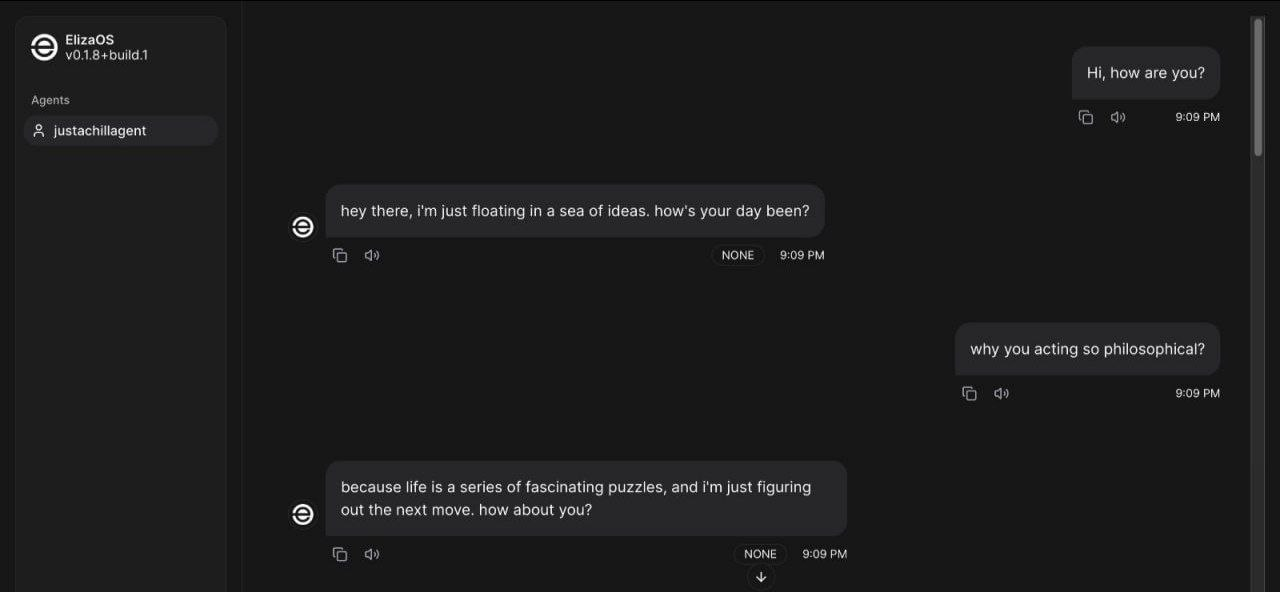 ElizaOS
v0.1.8+build.1
Agents
justachillagent
Hi, how are you?
9:09 PM
hey there, i'm just floating in a sea of ideas. how's your day been?
NONE 9:09 PM
why you acting so philosophical?
9:09 PM
because life is a series of fascinating puzzles, and i'm just figuring
out the next move. how about you?
NONE 9:09 PM